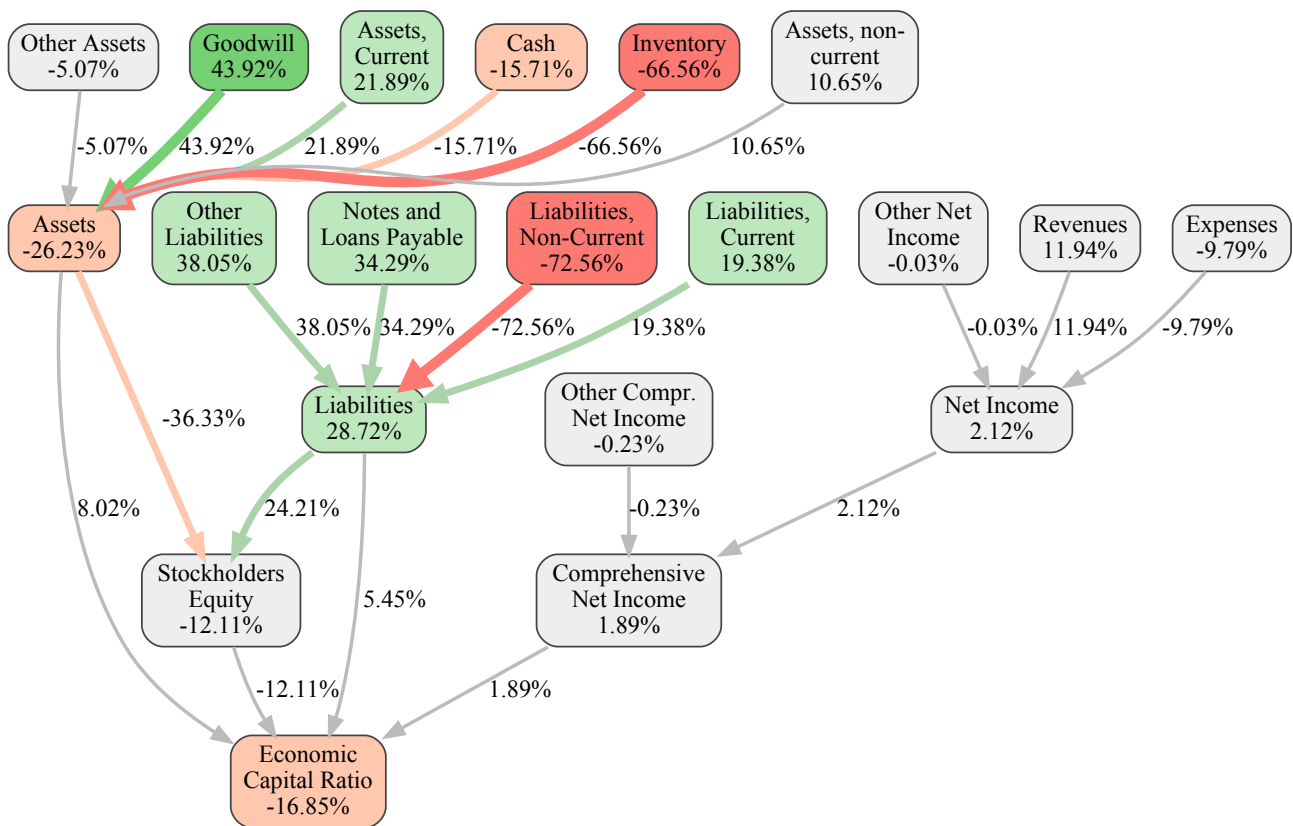 Other Assets
-5.07%
Goodwill
43.92%
Assets,
Current
21.89%
Cash
-15.71%
Inventory
-66.56%
Assets, non-
current
10.65%
-5.07%
43.92%
21.89%
-15.71%
-66.56%
10.65%
Assets
-26.23%
Other
Liabilities
38.05%
Notes and
Loans Payable
34.29%
Liabilities,
Non-Current
-72.56%
Liabilities,
Current
19.38%
Other Net
Income
-0.03%
Revenues
11.94%
Expenses
-9.79%
38.05%
34.29%
-72.56%
19.38%
-0.03%
11.94%
-9.79%
-36.33%
Liabilities
28.72%
Other Compr.
Net Income
-0.23%
Net Income
2.12%
8.02%
24.21%
-0.23%
2.12%
Stockholders
Equity
-12.11%
5.45%
Comprehensive
Net Income
1.89%
-12.11%
1.89%
Economic
Capital Ratio
-16.85%